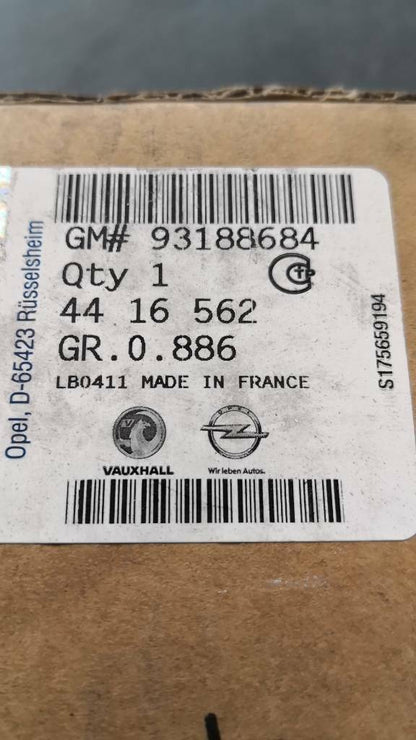 GM# 93188684
Qty 1
44 16 562
GR.0.886
LB0411 MADE IN FRANCE
VAUXHALL
OPEL
Wir leben Autos.
Opel, D-65423 Rüsselsheim
S175659194